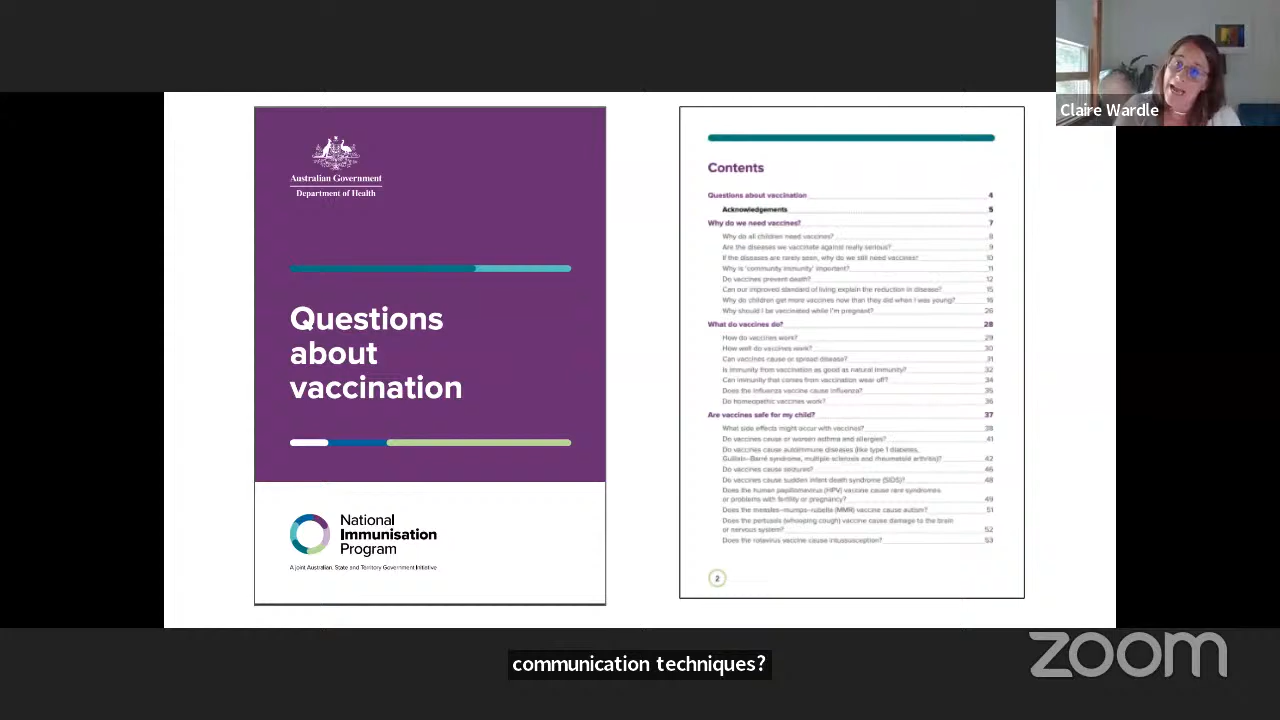 Claire Wardle
Australian Government
Department of Health
Questions
about
vaccination
National
Immunisation
Program
A joint Australian, State and Territory Government Initiative
Contents
Questions about vaccination 4
Acknowledgements 5
Why do we need vaccines? 7
Why do all children need vaccines? 8
Are the diseases we vaccinate against really serious? 9
If the diseases are rarely seen, why do we still need vaccines? 10
Why is 'community immunity' important? 11
Do vaccines prevent death? 12
Can our improved standard of living explain the reduction in disease? 15
Why do children get more vaccines now than they did when I was young? 16
Why should I be vaccinated while I'm pregnant? 26
What do vaccines do? 28
How do vaccines work? 29
How well do vaccines work? 30
Can vaccines cause or spread disease? 31
Is immunity from vaccination as good as natural immunity? 32
Can immunity that comes from vaccination wear off? 34
Does the influenza vaccine cause influenza? 35
Do homeopathic vaccines work? 36
Are vaccines safe for my child? 37
What side effects might occur with vaccines? 38
Do vaccines cause or worsen asthma and allergies? 41
Do vaccines cause autoimmune diseases (like type 1 diabetes,
Guillain–Barré syndrome, multiple sclerosis and rheumatoid arthritis)? 42
Do vaccines cause seizures? 46
Do vaccines cause sudden infant death syndrome (SIDS)? 48
Does the human papillomavirus (HPV) vaccine cause rare syndromes
or problems with fertility or pregnancy? 49
Does the measles–mumps–rubella (MMR) vaccine cause autism? 51
Does the pertussis (whooping cough) vaccine cause damage to the brain
or nervous system? 52
Does the rotavirus vaccine cause intussusception? 53
2
communication techniques?
zoom